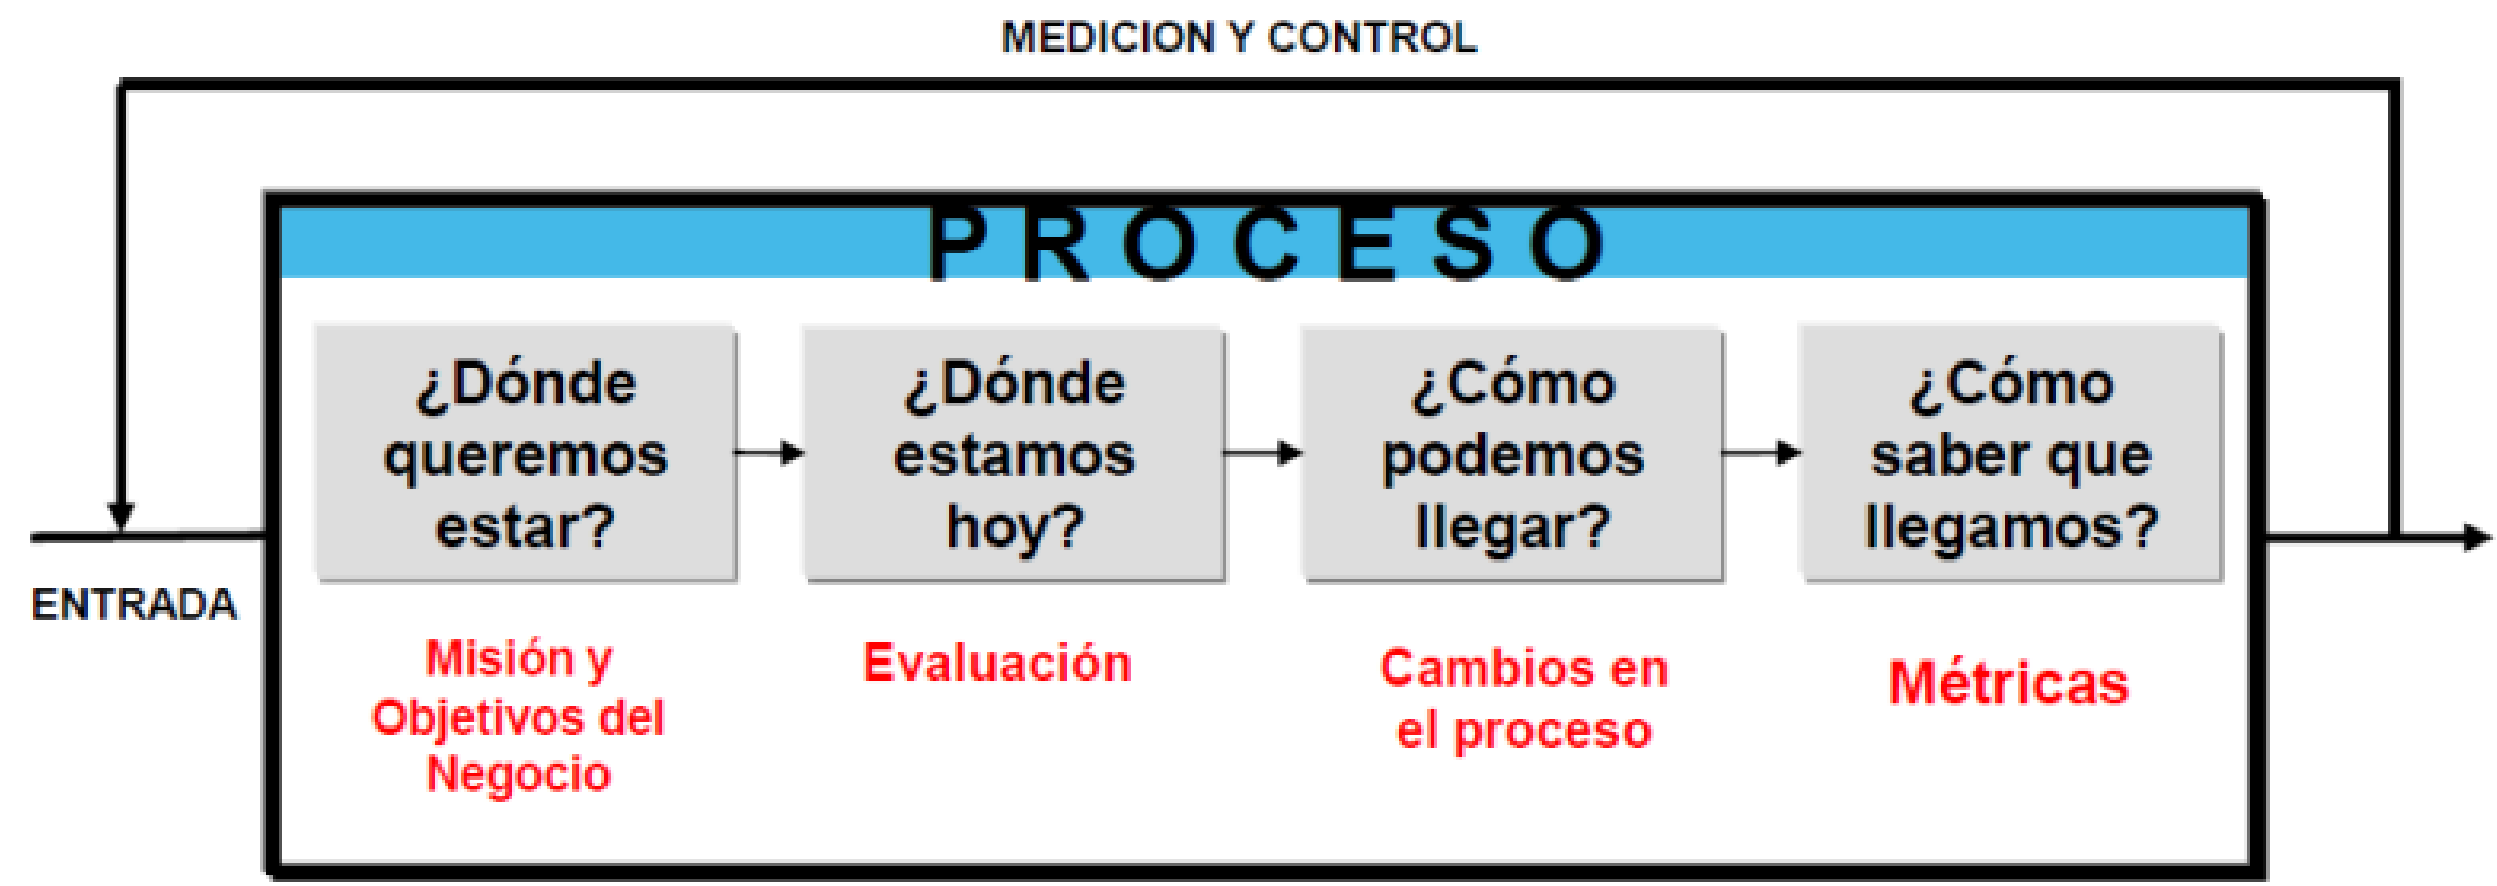 MEDICION Y CONTROL
PROCESO
¿Dónde
queremos
estar?
¿Dónde
estamos
hoy?
¿Cómo
podemos
llegar?
¿Cómo
saber que
llegamos?
ENTRADA
Misión y
Objetivos del
Negocio
Evaluación
Cambios en
el proceso
Métricas